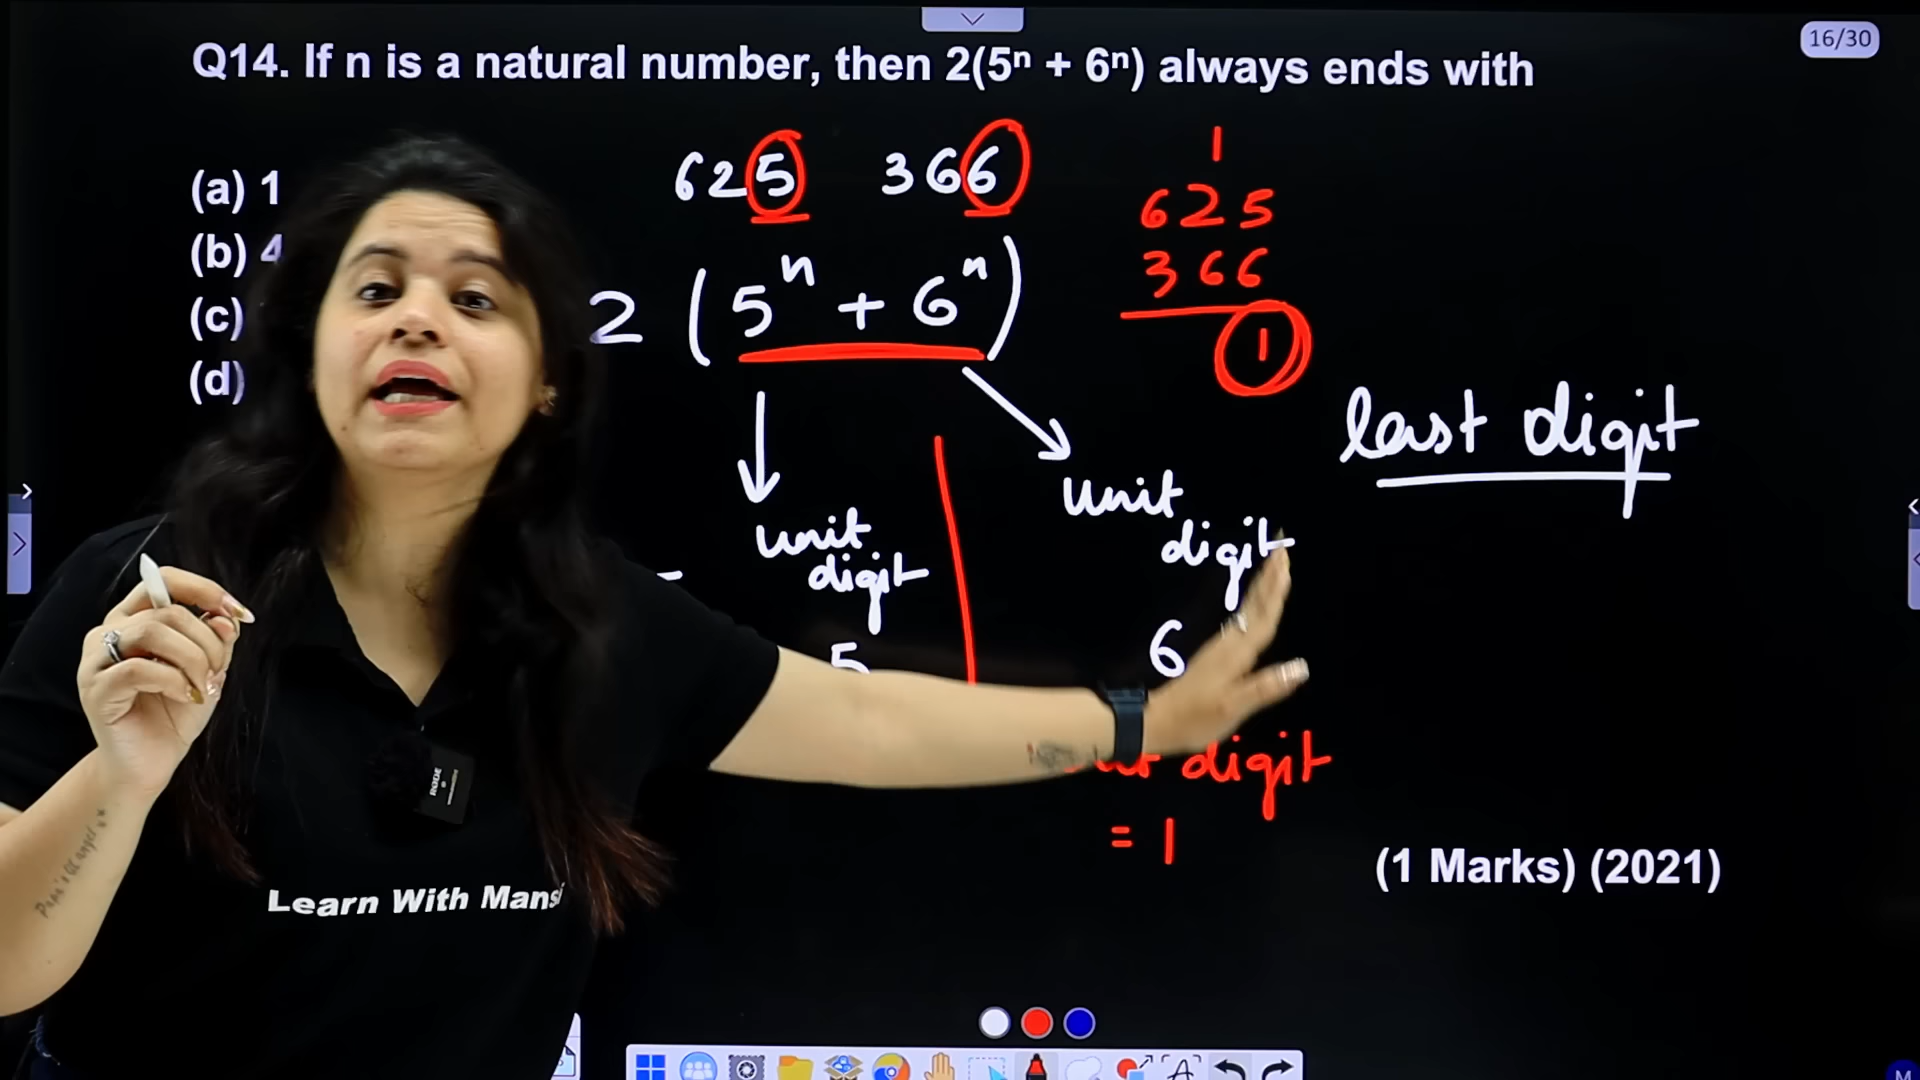 16/30
Q14. If n is a natural number, then 2(5ⁿ + 6ⁿ) always ends with
(a) 1
(b) 4
(c)
(d)
625 366
2 (5ⁿ + 6ⁿ)
1
625
366
1
last digit
unit
digit
5
unit
digit
6
digit
= 1
(1 Marks) (2021)
Learn With Mansi
RODE